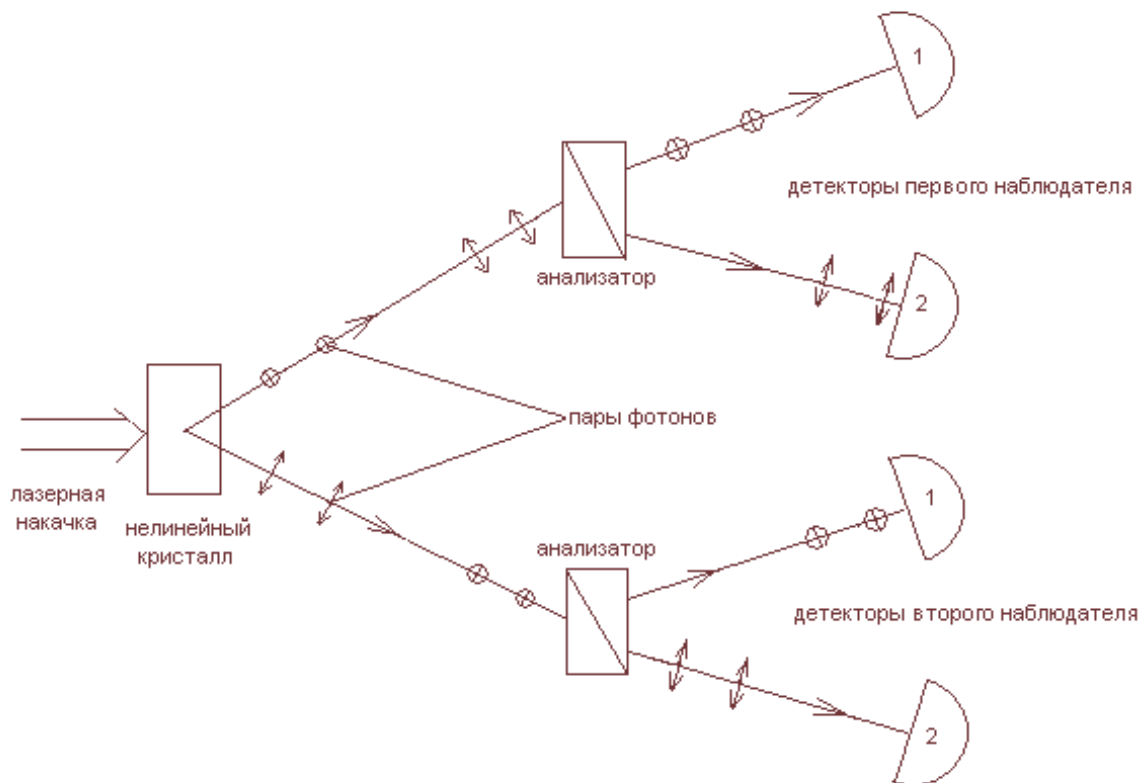 1
детекторы первого наблюдателя
анализатор
2
пары фотонов
лазерная
накачка
нелинейный
кристалл
анализатор
1
детекторы второго наблюдателя
2